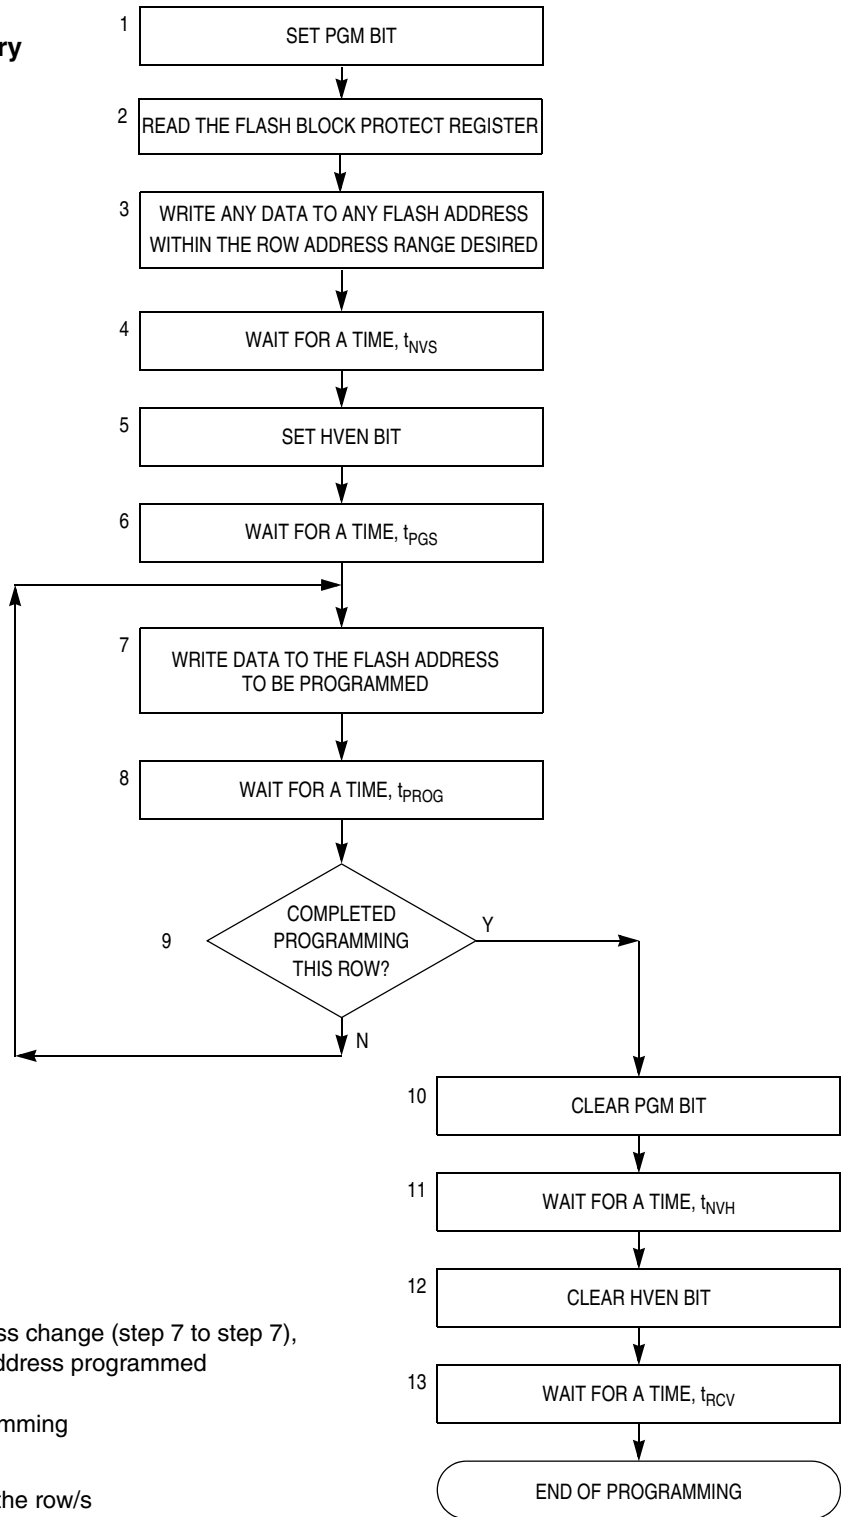 ry
1
SET PGM BIT
2
READ THE FLASH BLOCK PROTECT REGISTER
3
WRITE ANY DATA TO ANY FLASH ADDRESS
WITHIN THE ROW ADDRESS RANGE DESIRED
4
WAIT FOR A TIME, tNVS
5
SET HVEN BIT
6
WAIT FOR A TIME, tPGS
7
WRITE DATA TO THE FLASH ADDRESS
TO BE PROGRAMMED
8
WAIT FOR A TIME, tPROG
9
COMPLETED
PROGRAMMING
THIS ROW?
Y
N
10
CLEAR PGM BIT
11
WAIT FOR A TIME, tNVH
12
CLEAR HVEN BIT
13
WAIT FOR A TIME, tRCV
END OF PROGRAMMING
ss change (step 7 to step 7),
ddress programmed
mming
the row/s